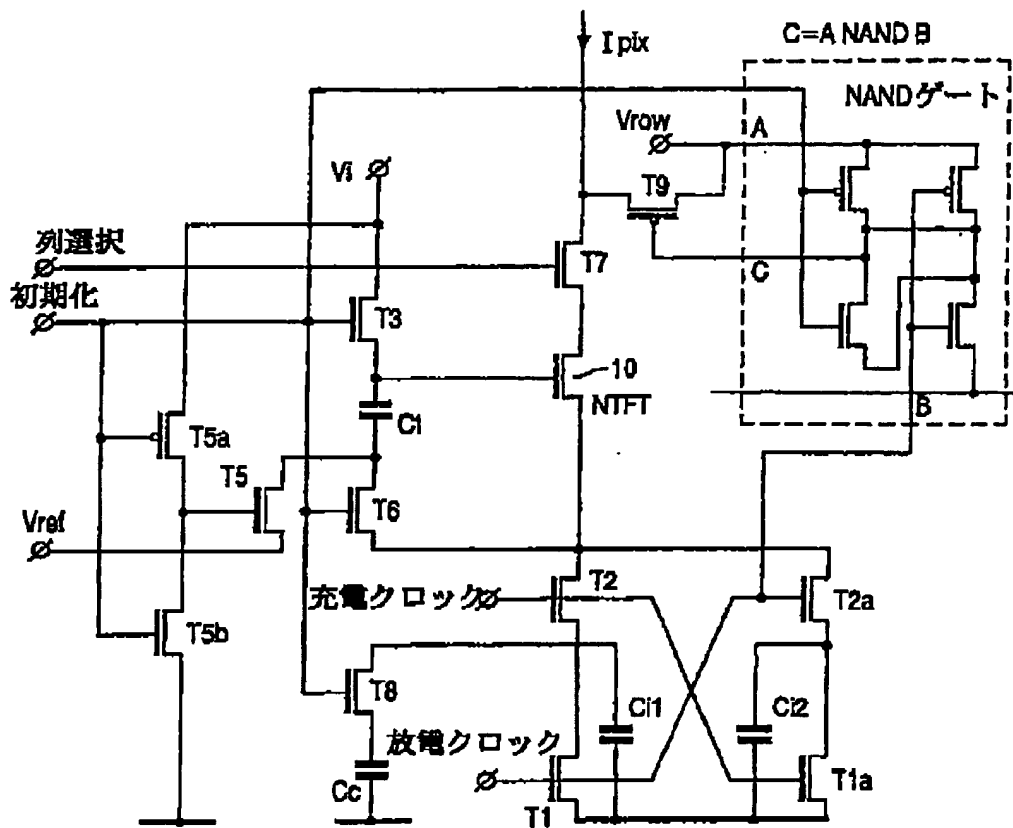 Ipix
C=A NAND B
NANDゲート
Vrow
A
Vi
T9
列選択
T7
C
初期化
T3
10
NTFT
C1
B
T5a
T5
T6
Vref
T2
充電クロック
T2a
T5b
T8
Ci1
Ci2
放電クロック
Cc
T1
T1a